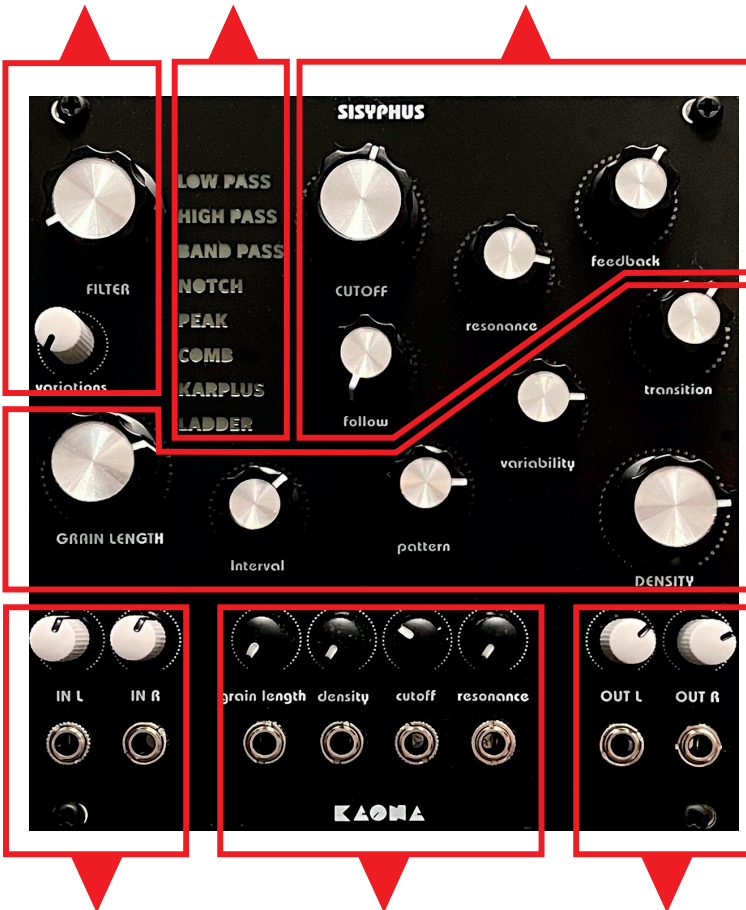 SISYPHUS
LOW PASS
HIGH PASS
BAND PASS
NOTCH
PEAK
COMB
KARPLUS
LADDER
FILTER
variations
CUTOFF
resonance
feedback
follow
transition
variability
GRAIN LENGTH
Interval
pattern
DENSITY
IN L
IN R
grain length
density
cutoff
resonance
OUT L
OUT R
KAOMA